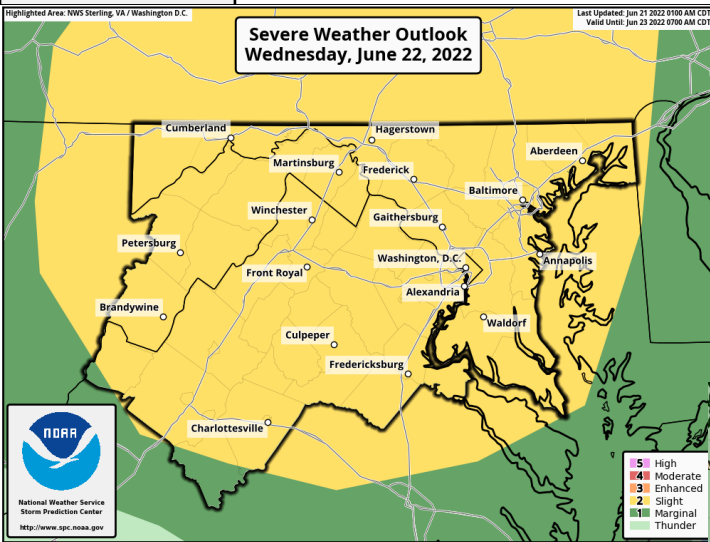 Highlighted Area: NWS Sterling, VA / Washington D.C.
Last Updated: Jun 21 2022 0100 AM CDT
Valid Until: Jun 23 2022 0700 AM CDT
Severe Weather Outlook
Wednesday, June 22, 2022
Cumberland
Hagerstown
Martinsburg
Frederick
Aberdeen
Baltimore
Winchester
Gaithersburg
Petersburg
Washington, D.C.
Annapolis
Front Royal
Alexandria
Brandywine
Waldorf
Culpeper
Fredericksburg
Charlottesville
NOAA
National Weather Service
Storm Prediction Center
http://www.spc.noaa.gov
5 High
4 Moderate
3 Enhanced
2 Slight
1 Marginal
Thunder